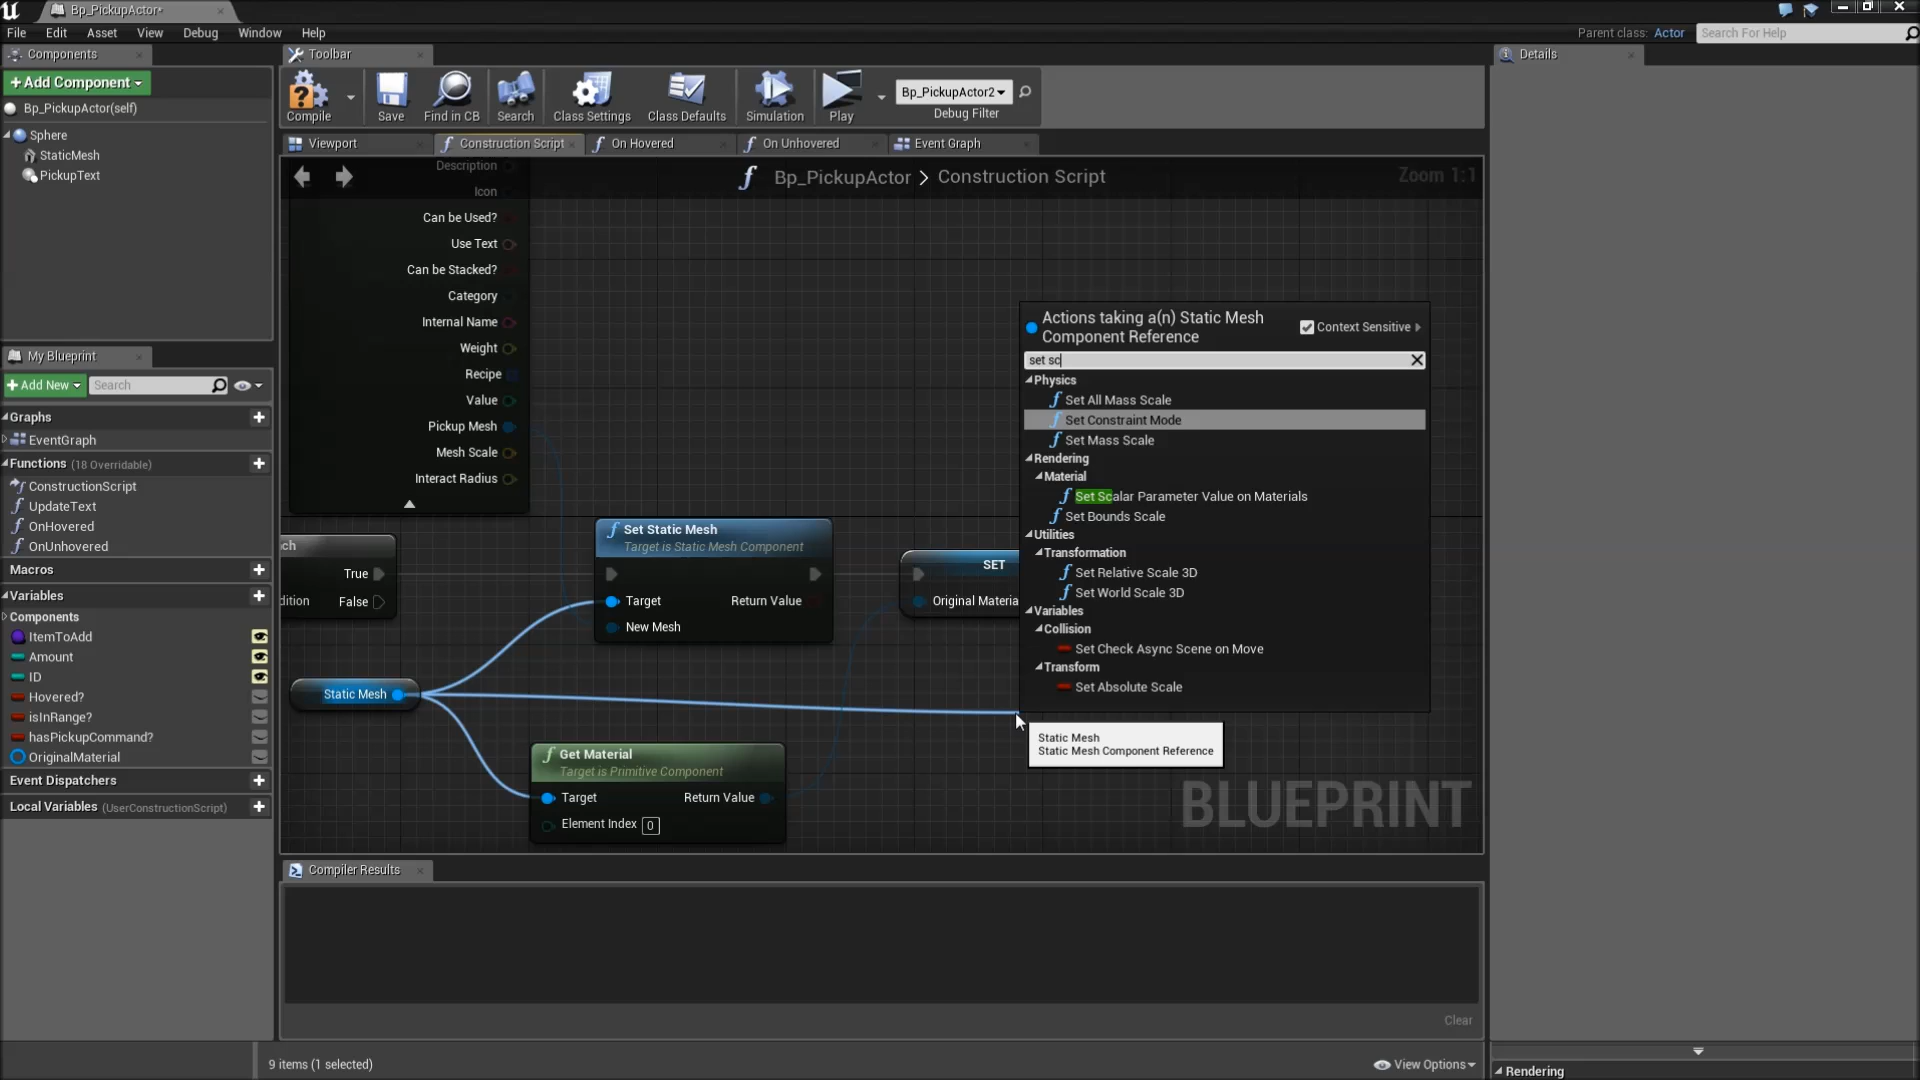 Bp_PickupActor*
File Edit Asset View Debug Window Help
Parent class: Actor
Search For Help
Components
Toolbar
Details
+Add Component
Bp_PickupActor(self)
Sphere
StaticMesh
PickupText
Compile
Save
Find in CB
Search
Class Settings
Class Defaults
Simulation
Play
Bp_PickupActor2
Debug Filter
Viewport
Construction Script
On Hovered
On Unhovered
Event Graph
Bp_PickupActor > Construction Script
Zoom 1:1
Description
Icon
Can be Used?
Use Text
Can be Stacked?
Category
Internal Name
Weight
Recipe
Value
Pickup Mesh
Mesh Scale
Interact Radius
Actions taking a(n) Static Mesh
Component Reference
Context Sensitive
set sc
Physics
Set All Mass Scale
Set Constraint Mode
Set Mass Scale
Rendering
Material
Set Scalar Parameter Value on Materials
Set Bounds Scale
Utilities
Transformation
Set Relative Scale 3D
Set World Scale 3D
Variables
Collision
Set Check Async Scene on Move
Transform
Set Absolute Scale
Static Mesh
Static Mesh Component Reference
My Blueprint
+Add New
Search
Graphs
EventGraph
Functions (18 Overridable)
ConstructionScript
UpdateText
OnHovered
OnUnhovered
Macros
Variables
Components
ItemToAdd
Amount
ID
Hovered?
isInRange?
hasPickupCommand?
OriginalMaterial
Event Dispatchers
Local Variables (UserConstructionScript)
ch
True
dition
False
Set Static Mesh
Target is Static Mesh Component
Target
Return Value
New Mesh
SET
Original Materia
Static Mesh
Get Material
Target is Primitive Component
Target
Return Value
Element Index 0
BLUEPRINT
Compiler Results
Clear
9 items (1 selected)
View Options
Rendering